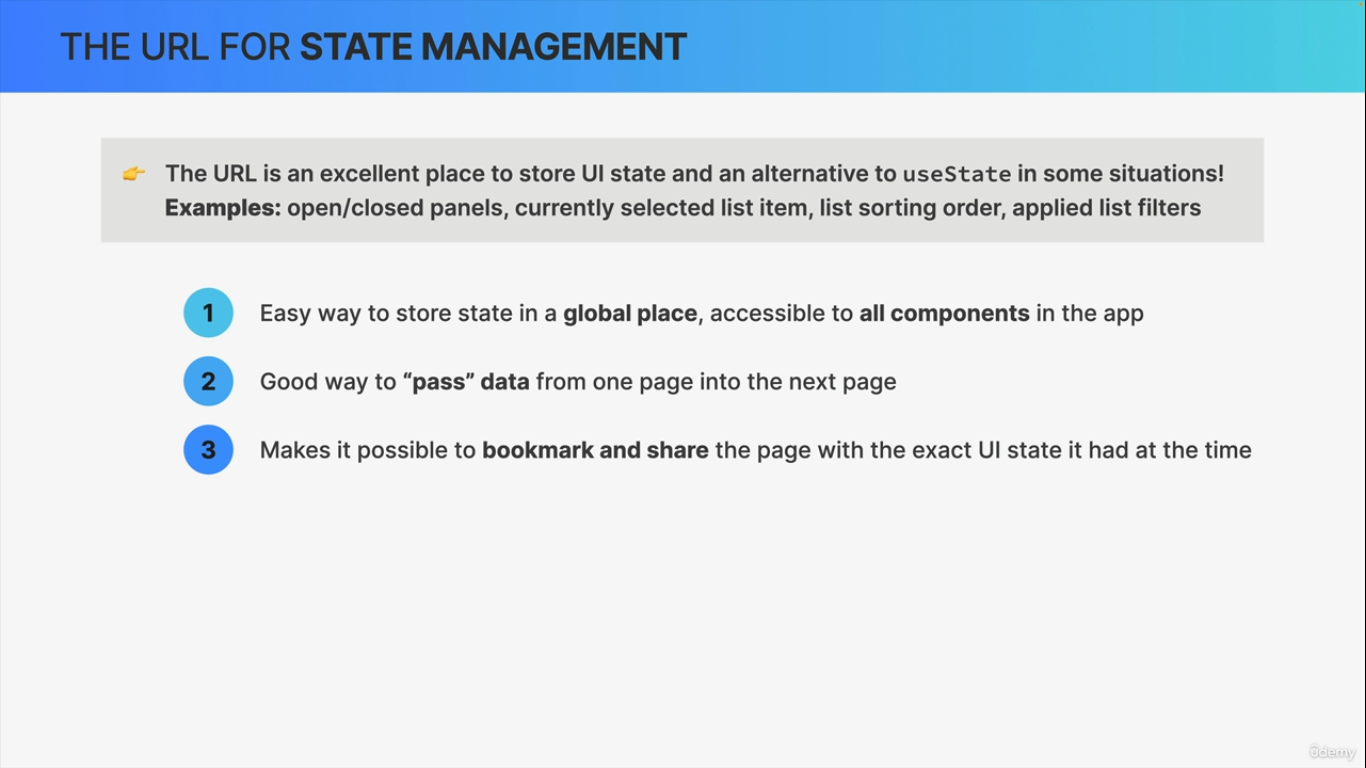 THE URL FOR STATE MANAGEMENT
The URL is an excellent place to store UI state and an alternative to useState in some situations!
Examples: open/closed panels, currently selected list item, list sorting order, applied list filters
1 Easy way to store state in a global place, accessible to all components in the app
2 Good way to “pass” data from one page into the next page
3 Makes it possible to bookmark and share the page with the exact UI state it had at the time
ûdemy